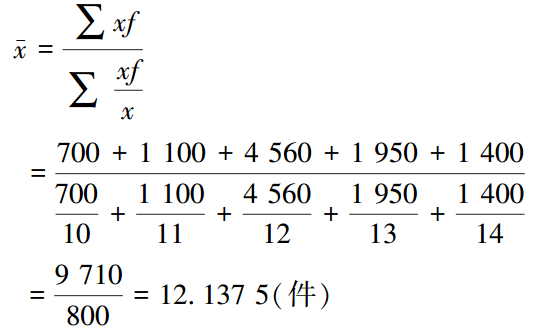 x̄ = ∑ xf / ∑ xf/x
= 700 + 1 100 + 4 560 + 1 950 + 1 400 / 700/10 + 1 100/11 + 4 560/12 + 1 950/13 + 1 400/14
= 9 710/800 = 12. 137 5(件)